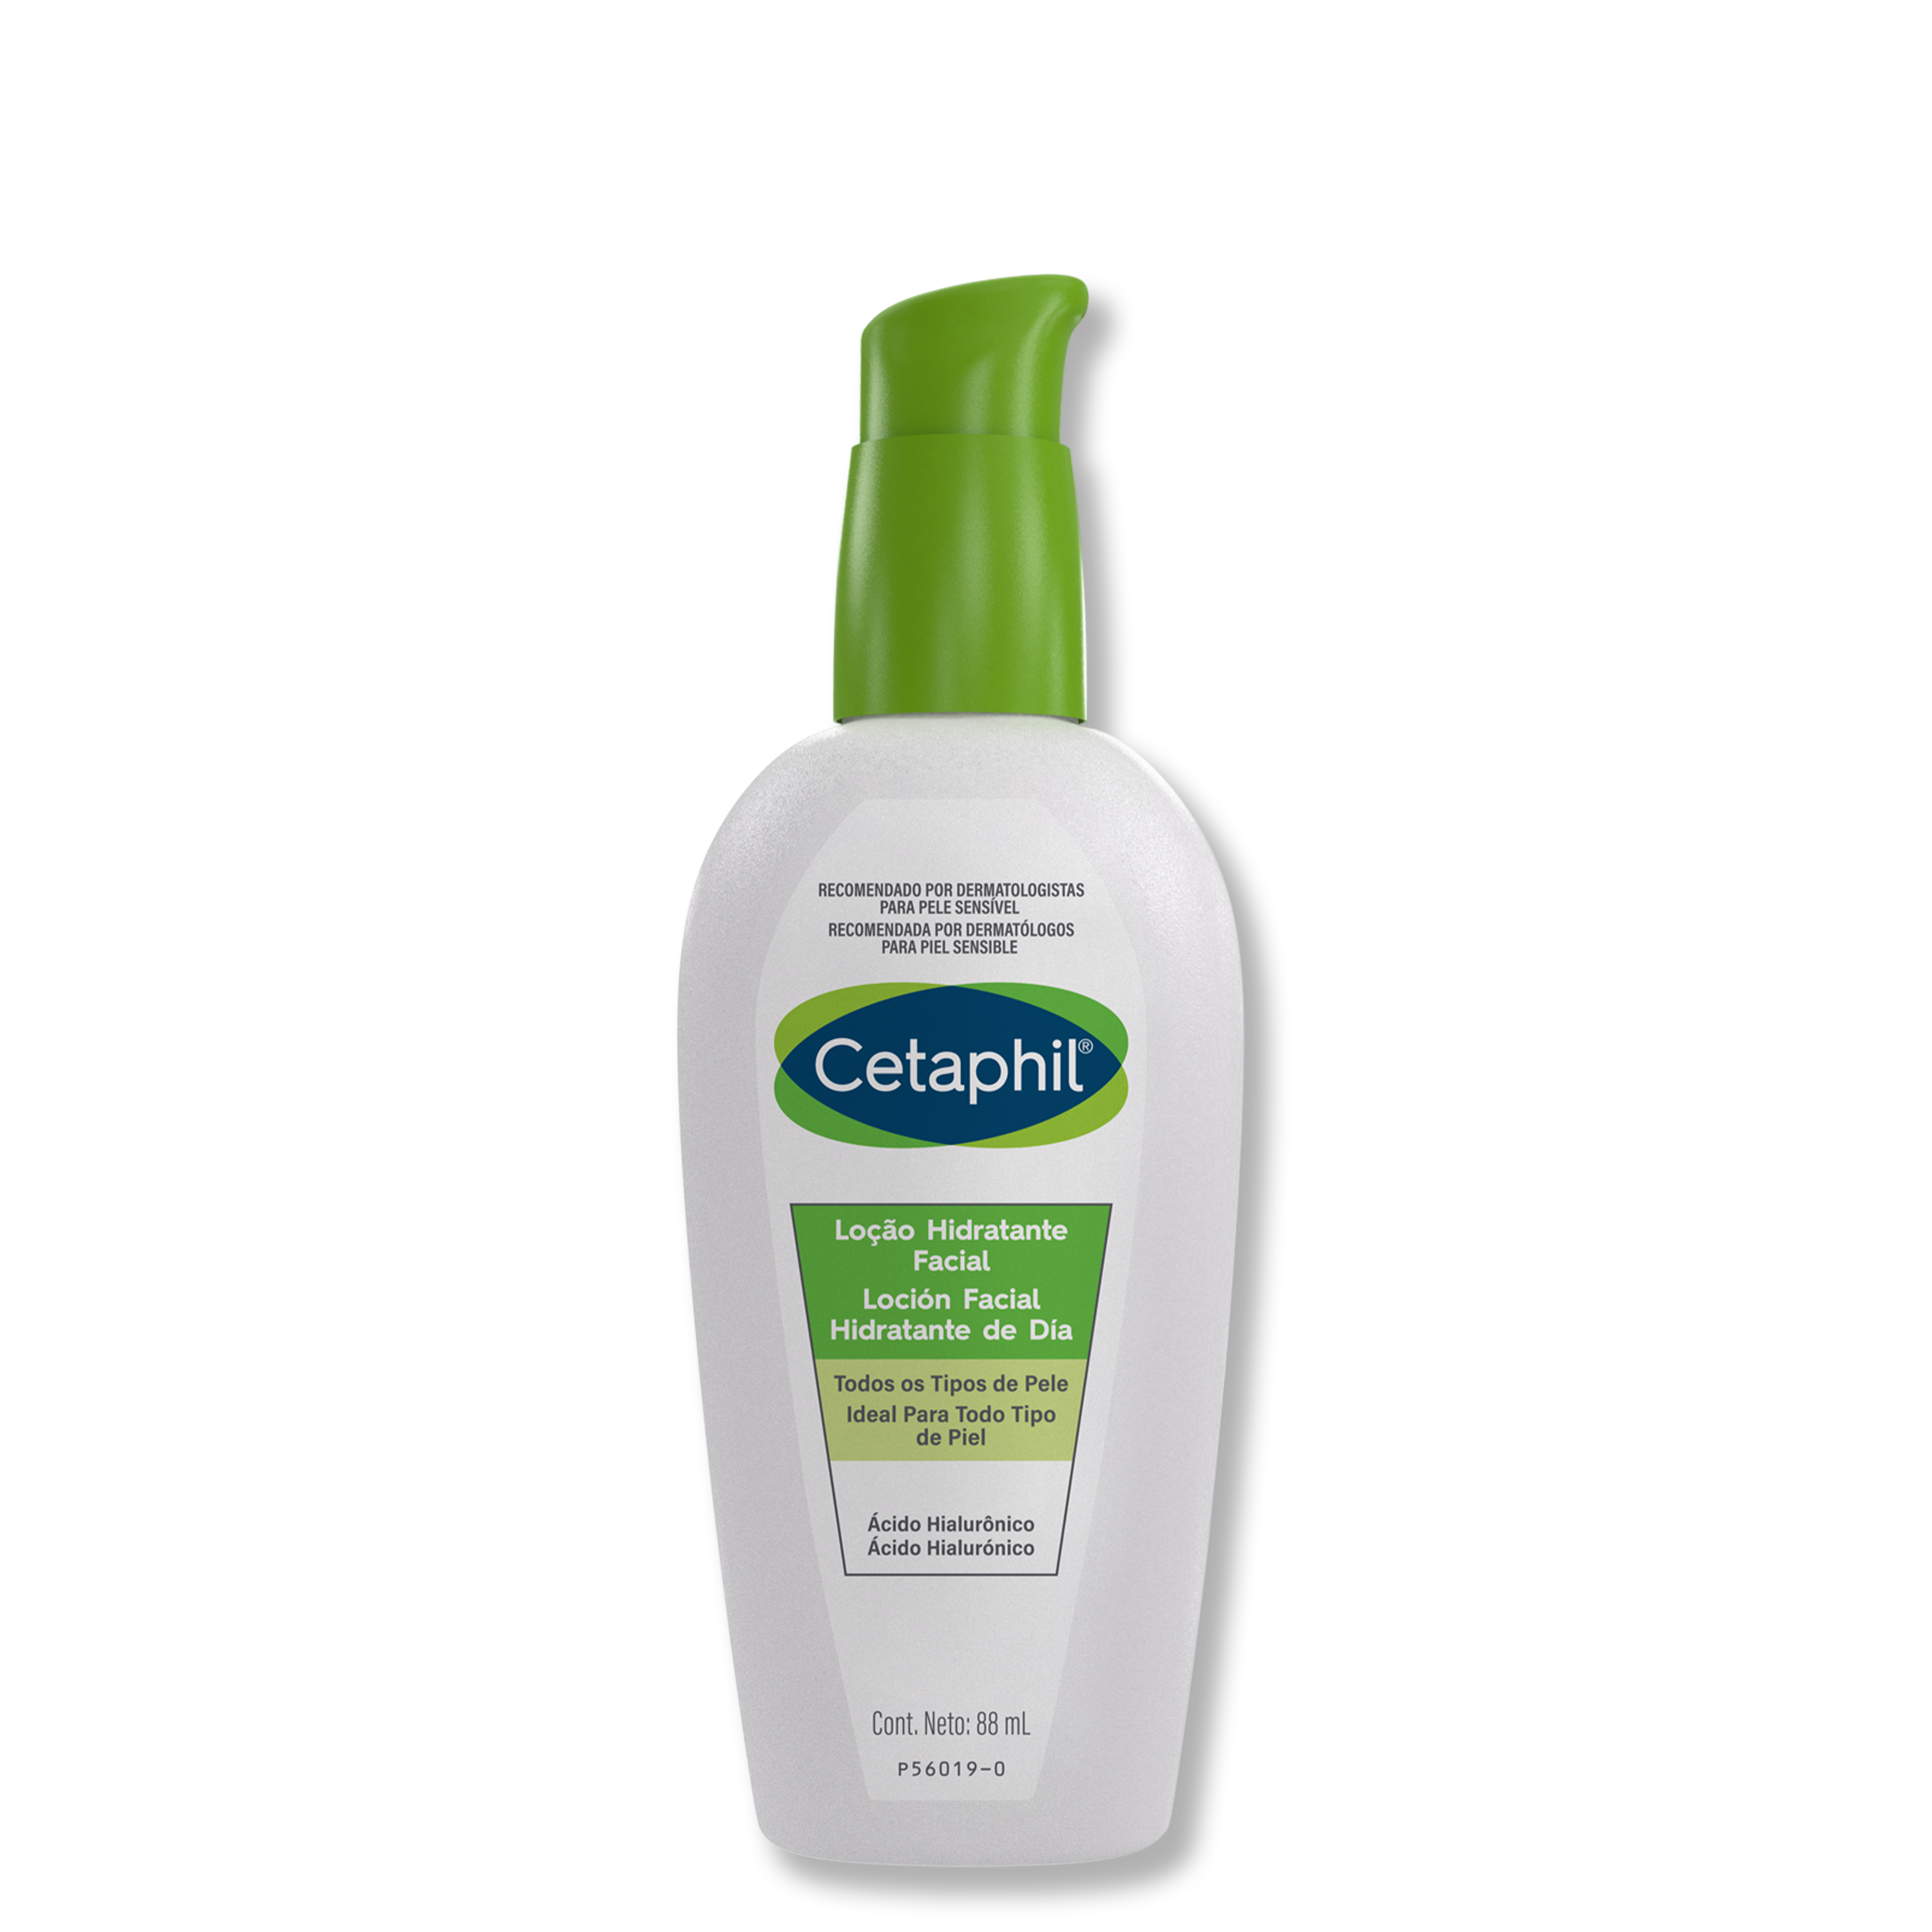 RECOMENDADO POR DERMATOLOGISTAS
PARA PELE SENSÍVEL
RECOMENDADA POR DERMATÓLOGOS
PARA PIEL SENSIBLE
Cetaphil®
Loção Hidratante
Facial
Loción Facial
Hidratante de Día
Todos os Tipos de Pele
Ideal Para Todo Tipo
de Piel
Ácido Hialurônico
Ácido Hialurónico
Cont. Neto: 88 mL
P56019-0